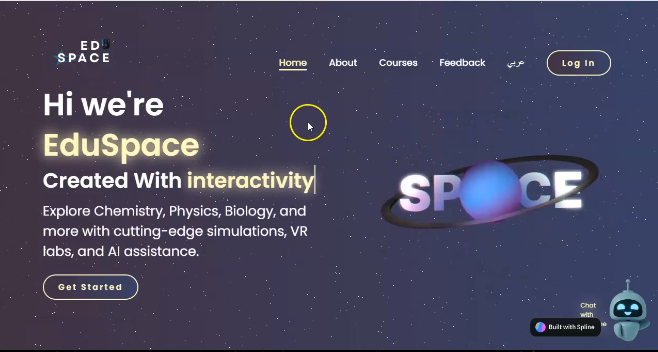 EDU
SPACE
Home
About
Courses
Feedback
عربي
Log In
Hi we're
EduSpace
Created With interactivity
Explore Chemistry, Physics, Biology, and
more with cutting-edge simulations, VR
labs, and AI assistance.
Get Started
SPACE
Chat
with
Built with Spline